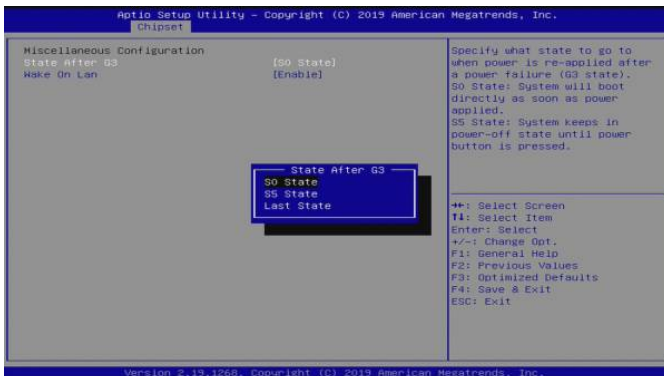 Aptio Setup Utility - Copyright (C) 2019 American Megatrends, Inc.
Chipset
Miscellaneous Configuration
State After G3 [S0 State]
Wake On Lan [Enable]
Specify what state to go to
when power is re-applied after
a power failure (G3 state).
S0 State: System will boot
directly as soon as power
applied.
S5 State: System keeps in
power-off state until power
button is pressed.
State After G3
S0 State
S5 State
Last State
→←: Select Screen
↑↓: Select Item
Enter: Select
+/-: Change Opt.
F1: General Help
F2: Previous Values
F3: Optimized Defaults
F4: Save & Exit
ESC: Exit
Version 2.19.1268. Copyright (C) 2019 American Megatrends, Inc.